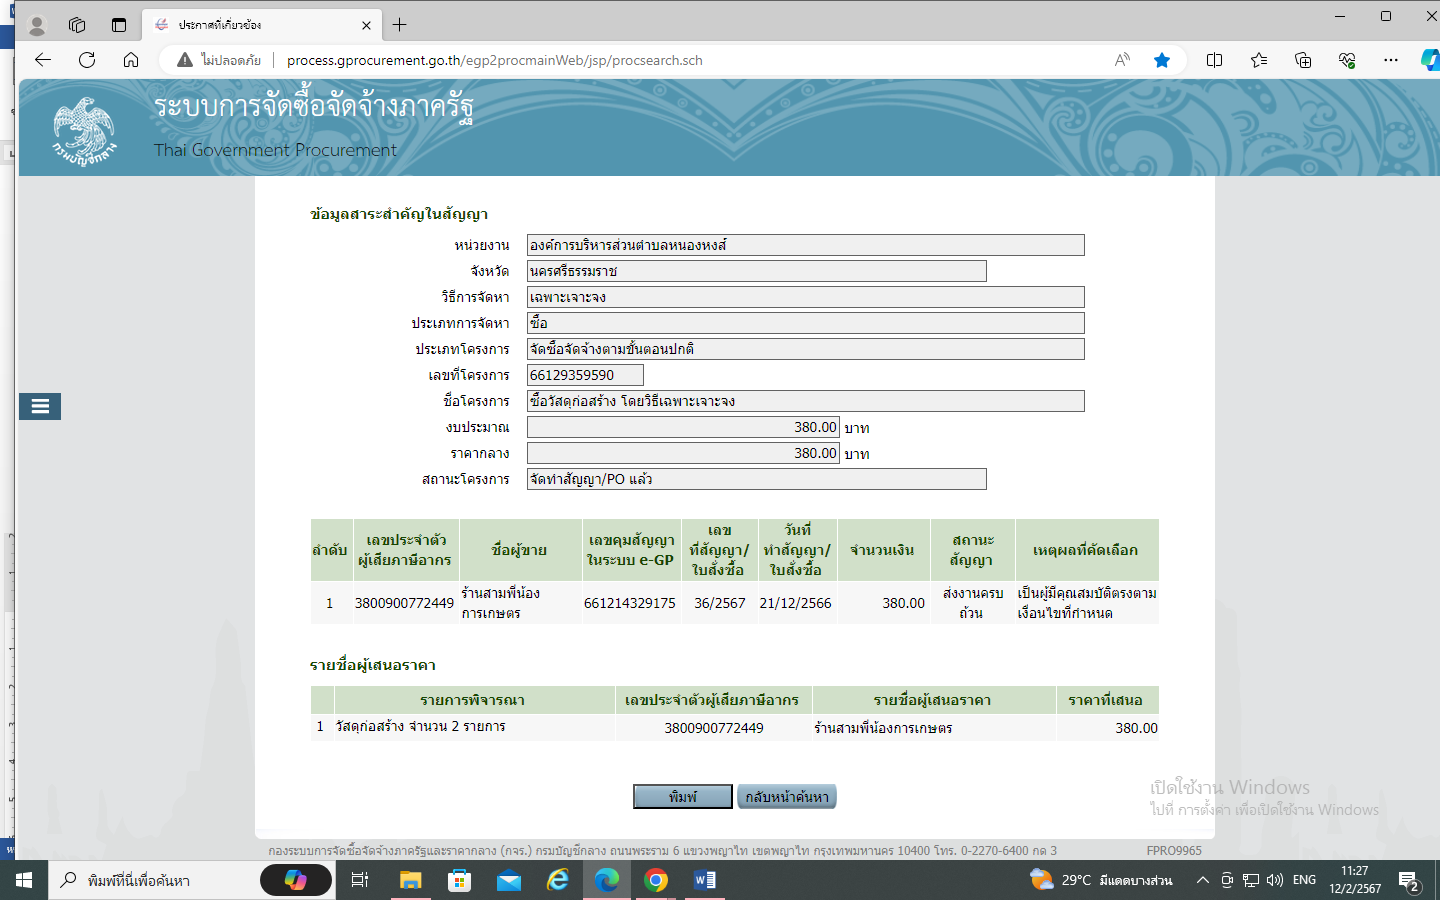 ประกาศที่เกี่ยวข้อง
ไม่ปลอดภัย
process.gprocurement.go.th/egp2procmainWeb/jsp/procsearch.sch
ระบบการจัดซื้อจัดจ้างภาครัฐ
Thai Government Procurement
กรมบัญชีกลาง
ข้อมูลสาระสำคัญในสัญญา
หน่วยงาน องค์การบริหารส่วนตำบลหนองหงส์
จังหวัด นครศรีธรรมราช
วิธีการจัดหา เฉพาะเจาะจง
ประเภทการจัดหา ซื้อ
ประเภทโครงการ จัดซื้อจัดจ้างตามขั้นตอนปกติ
เลขที่โครงการ 66129359590
ชื่อโครงการ ซื้อวัสดุก่อสร้าง โดยวิธีเฉพาะเจาะจง
งบประมาณ 380.00 บาท
ราคากลาง 380.00 บาท
สถานะโครงการ จัดทำสัญญา/PO แล้ว
ลำดับ เลขประจำตัวผู้เสียภาษีอากร ชื่อผู้ขาย เลขคุมสัญญาในระบบ e-GP เลขที่สัญญา/ใบสั่งซื้อ วันที่ทำสัญญา/ใบสั่งซื้อ จำนวนเงิน สถานะสัญญา เหตุผลที่คัดเลือก
1 3800900772449 ร้านสามพี่น้องการเกษตร 661214329175 36/2567 21/12/2566 380.00 ส่งงานครบถ้วน เป็นผู้มีคุณสมบัติตรงตามเงื่อนไขที่กำหนด
รายชื่อผู้เสนอราคา
รายการพิจารณา เลขประจำตัวผู้เสียภาษีอากร รายชื่อผู้เสนอราคา ราคาที่เสนอ
1 วัสดุก่อสร้าง จำนวน 2 รายการ 3800900772449 ร้านสามพี่น้องการเกษตร 380.00
พิมพ์ กลับหน้าค้นหา
เปิดใช้งาน Windows
ไปที่ การตั้งค่า เพื่อเปิดใช้งาน Windows
กองระบบการจัดซื้อจัดจ้างภาครัฐและราคากลาง (กจร.) กรมบัญชีกลาง ถนนพระราม 6 แขวงพญาไท เขตพญาไท กรุงเทพมหานคร 10400 โทร. 0-2270-6400 กด 3 FPRO9965
พิมพ์ที่นี่เพื่อค้นหา
29°C มีแดดบางส่วน
ENG
11:27
12/2/2567
2